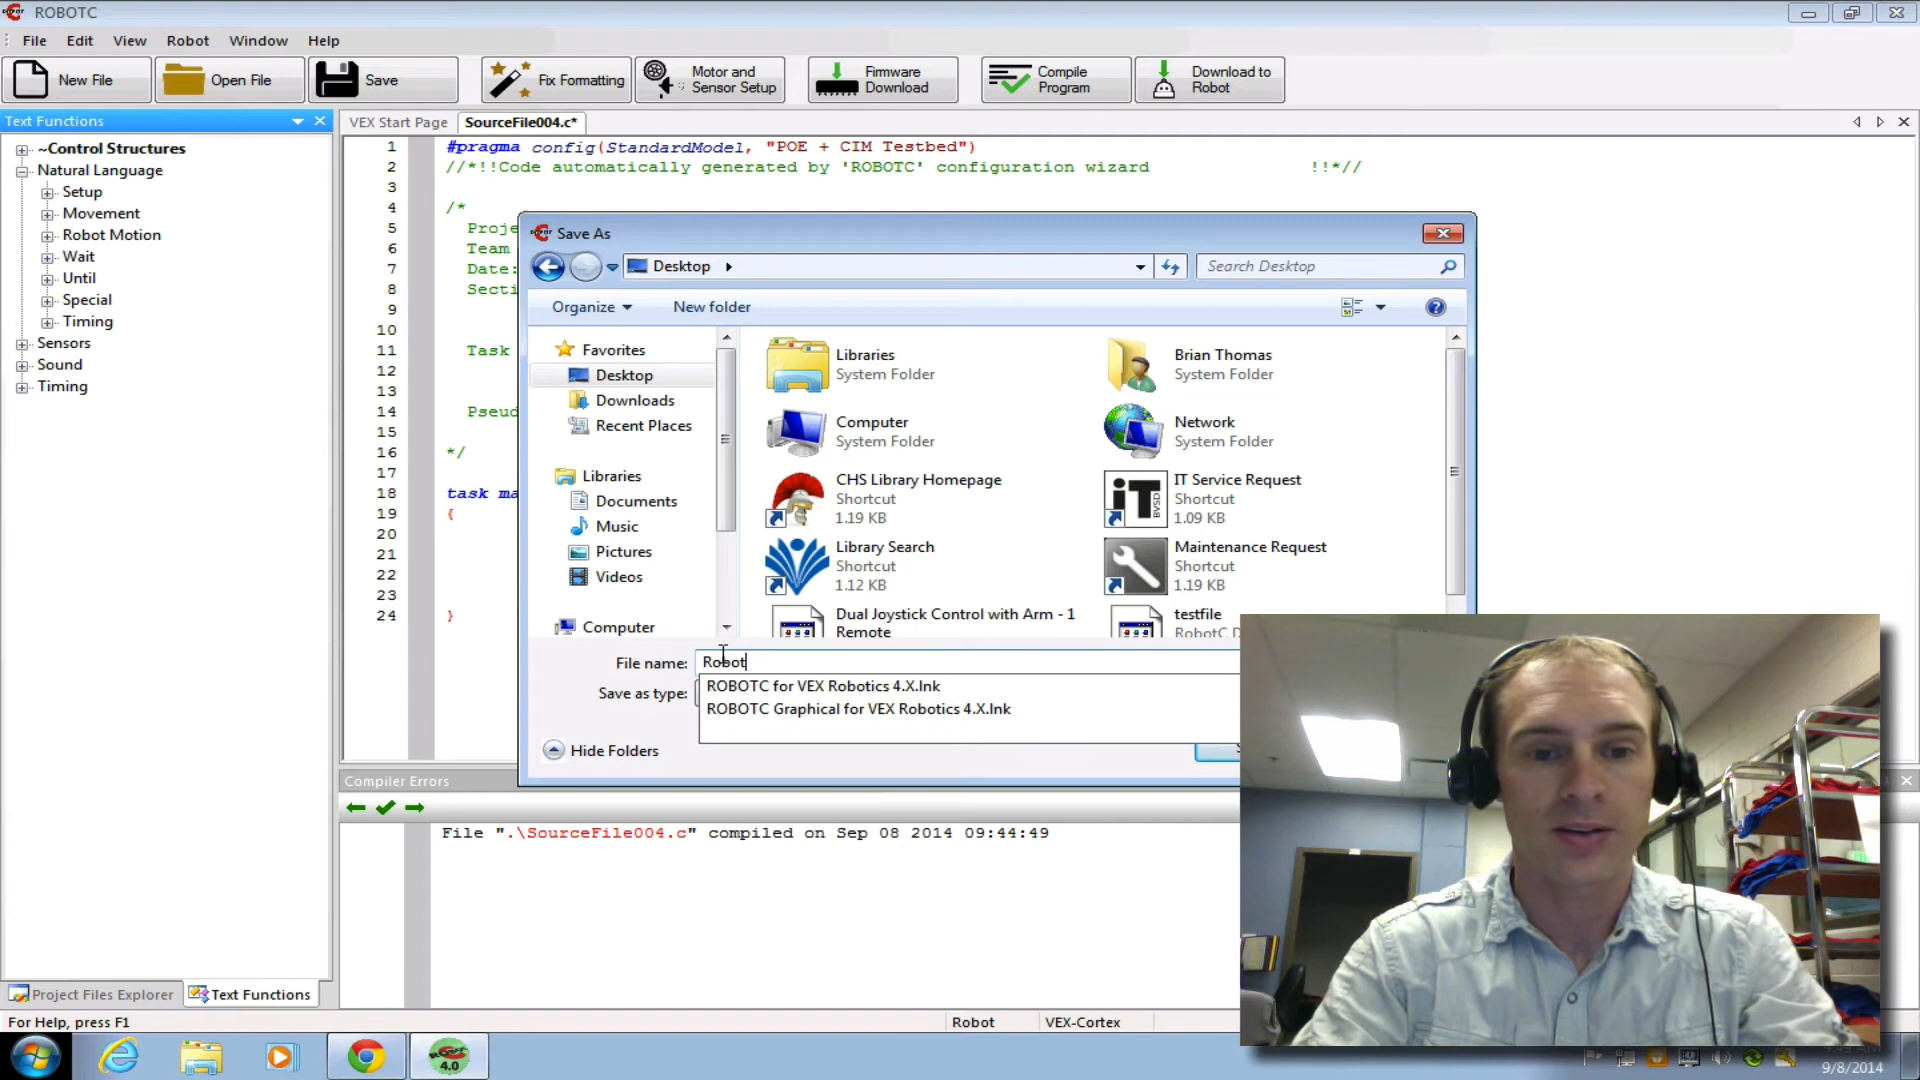 ROBOTC
File Edit View Robot Window Help
New File Open File Save Fix Formatting Motor and Sensor Setup Firmware Download Compile Program Download to Robot
Text Functions
VEX Start Page SourceFile004.c*
~Control Structures
Natural Language
Setup
Movement
Robot Motion
Wait
Until
Special
Timing
Sensors
Sound
Timing
1 #pragma config(StandardModel, "POE + CIM Testbed")
2 //*!!Code automatically generated by 'ROBOTC' configuration wizard !!*//
3
4 /*
5 Proje
6 Team
7 Date:
8 Secti
9
10
11 Task
12
13
14 Pseud
15
16 */
17
18 task ma
19 {
20
21
22
23
24 }
Save As
Desktop
Search Desktop
Organize New folder
Favorites
Desktop
Downloads
Recent Places
Libraries
Documents
Music
Pictures
Videos
Computer
Libraries
System Folder
Brian Thomas
System Folder
Computer
System Folder
Network
System Folder
CHS Library Homepage
Shortcut
1.19 KB
IT Service Request
Shortcut
1.09 KB
Library Search
Shortcut
1.12 KB
Maintenance Request
Shortcut
1.19 KB
Dual Joystick Control with Arm - 1
Remote
testfile
File name: Robot
Save as type:
ROBOTC for VEX Robotics 4.X.lnk
ROBOTC Graphical for VEX Robotics 4.X.lnk
Hide Folders
Compiler Errors
File ".\SourceFile004.c" compiled on Sep 08 2014 09:44:49
Project Files Explorer Text Functions
For Help, press F1
Robot VEX-Cortex
4.0
9/8/2014